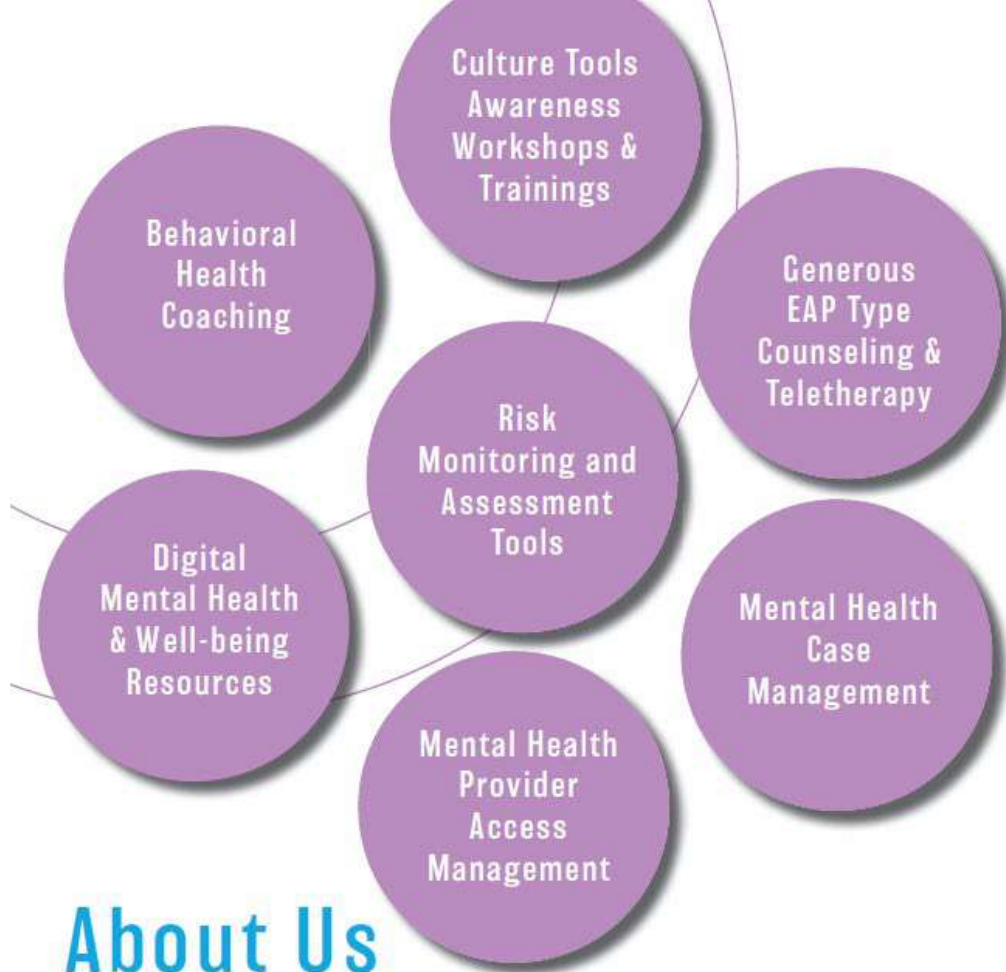 Culture Tools
Awareness
Workshops &
Trainings
Behavioral
Health
Coaching
Generous
EAP Type
Counseling &
Teletherapy
Risk
Monitoring and
Assessment
Tools
Digital
Mental Health
& Well-being
Resources
Mental Health
Case
Management
Mental Health
Provider
Access
Management
About Us